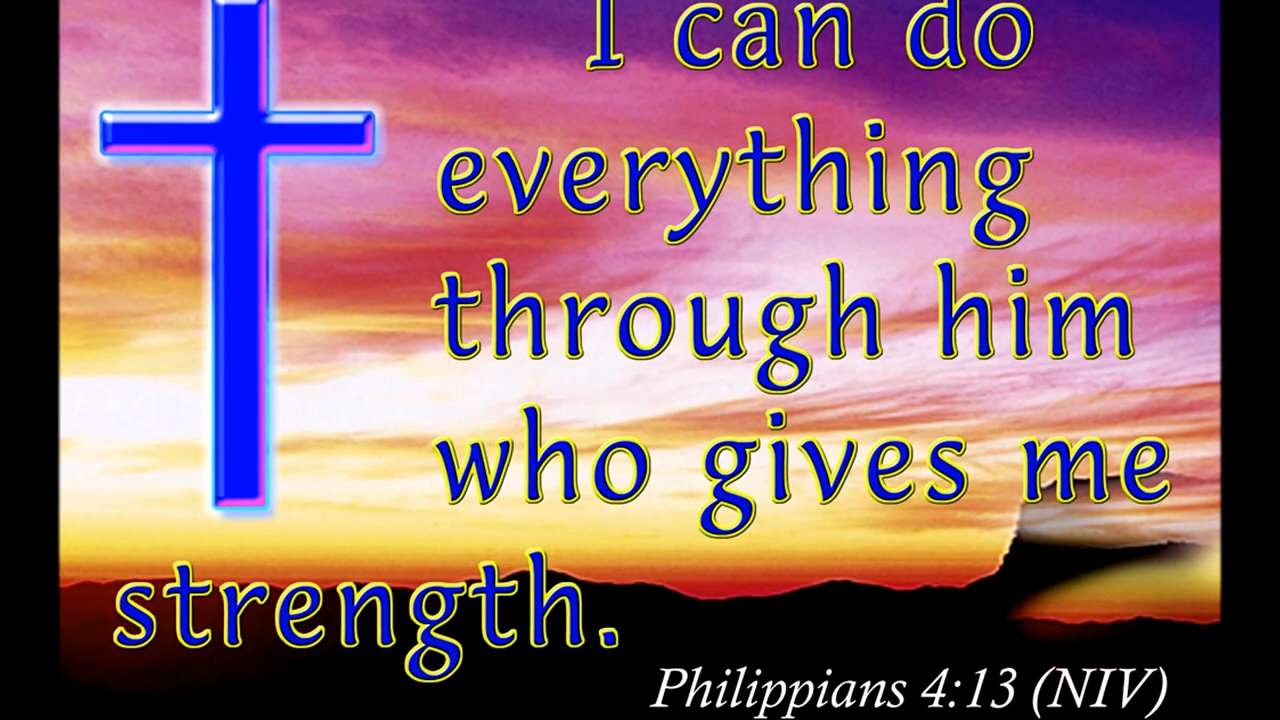 I can do
everything
through him
who gives me
strength.
Philippians 4:13 (NIV)